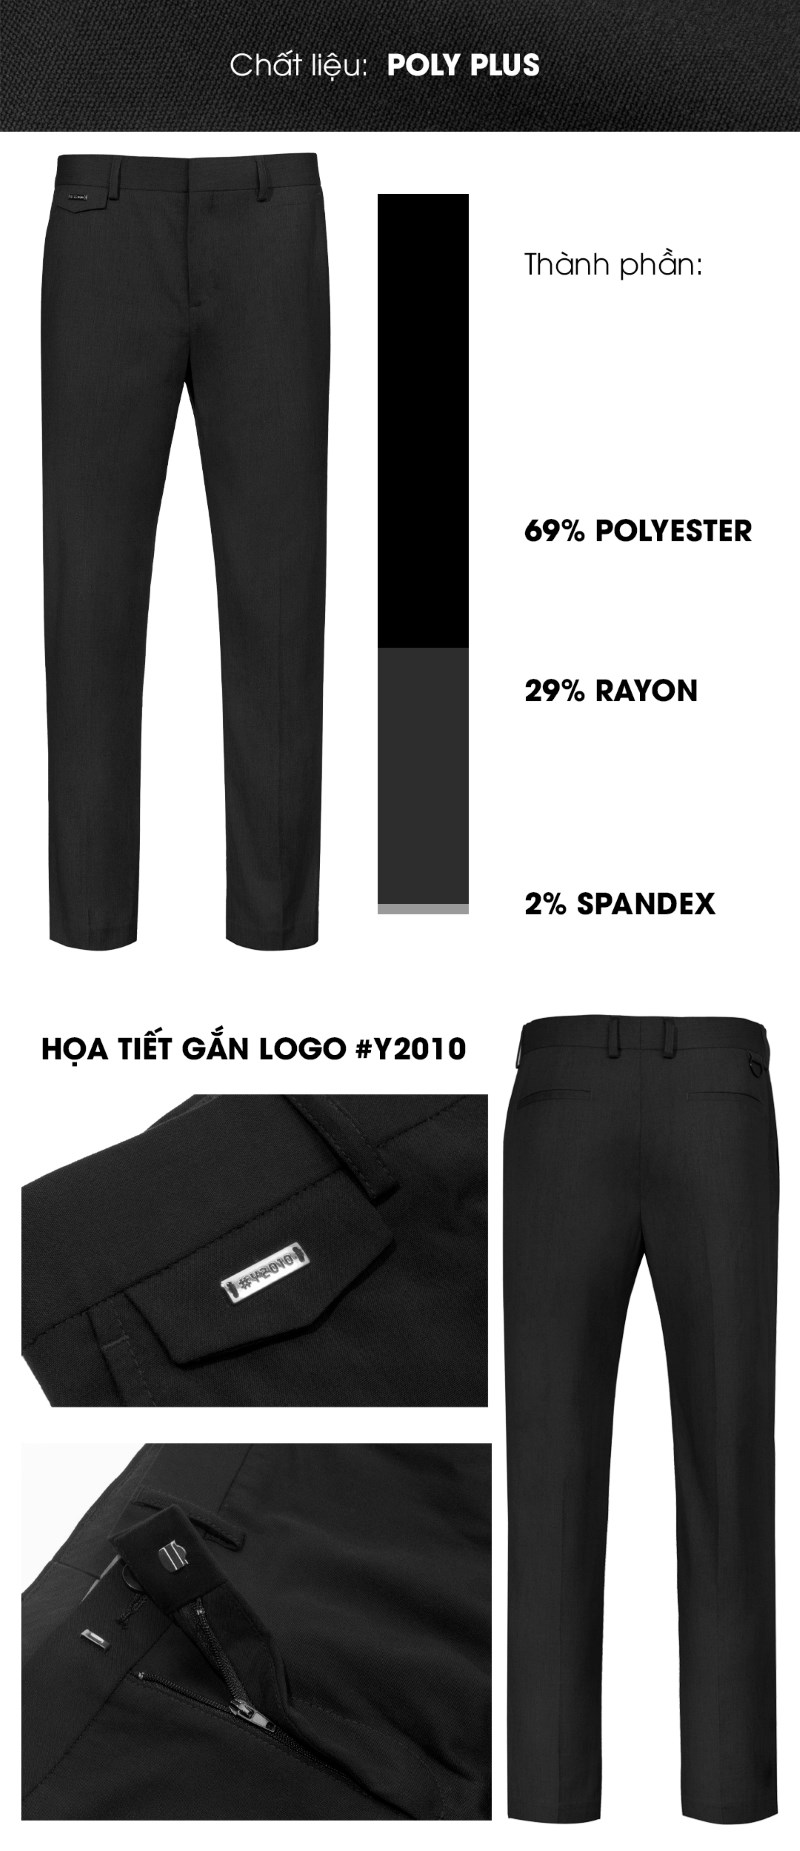 Chất liệu: POLY PLUS
Thành phần:
69% POLYESTER
29% RAYON
2% SPANDEX
HỌA TIẾT GẮN LOGO #Y2010
#Y2010